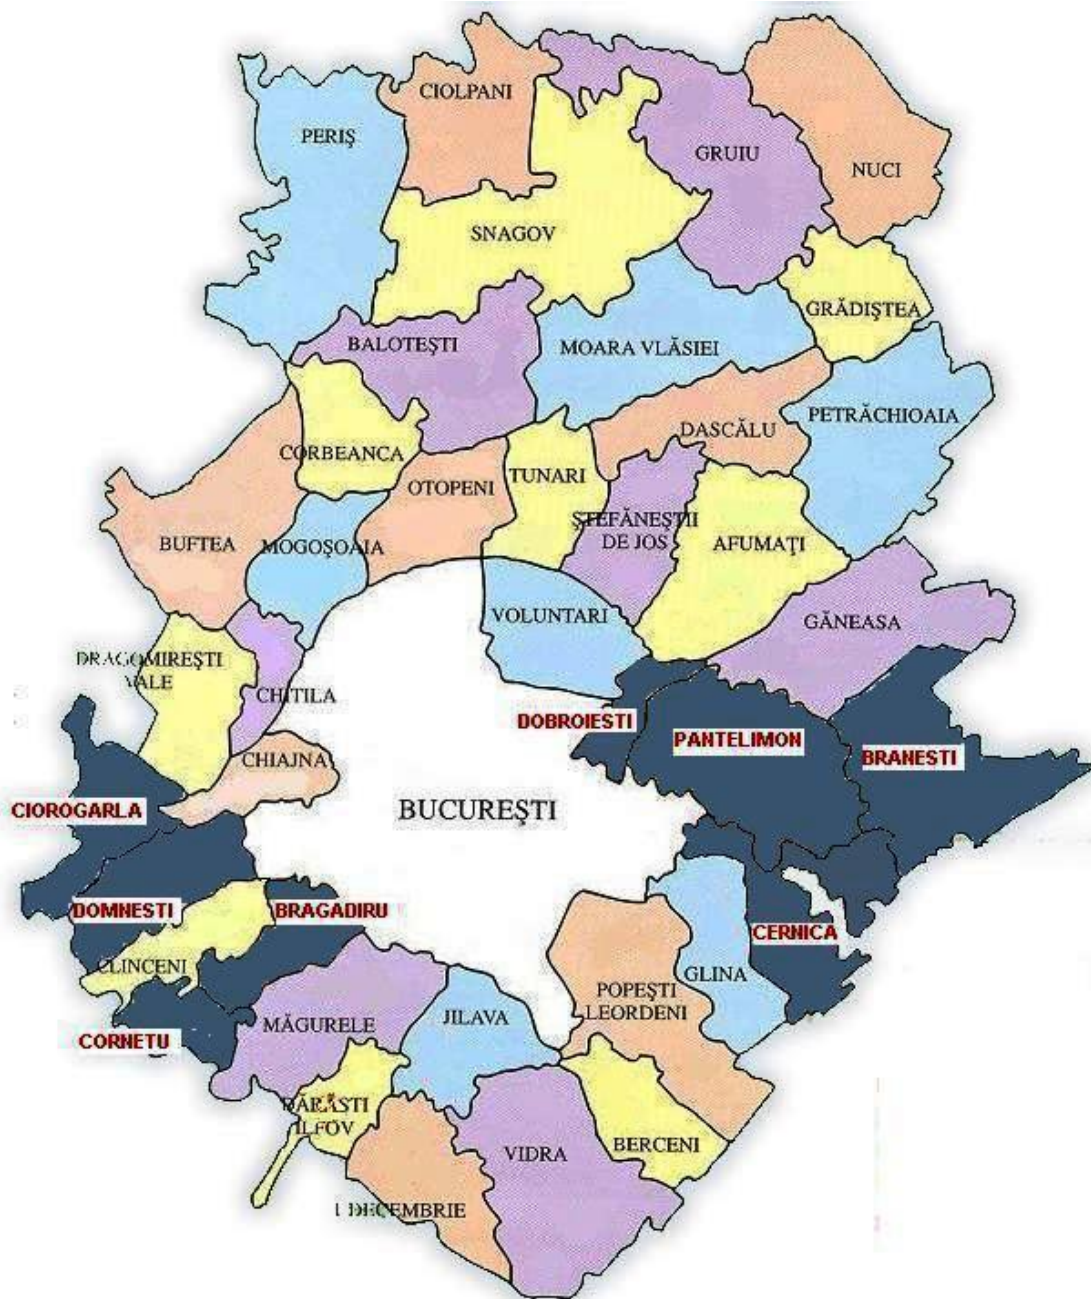 CIOLPANI
PERIŞ
GRUIU
NUCI
SNAGOV
GRĂDIŞTEA
BALOTEŞTI
MOARA VLĂSIEI
PETRĂCHIOAIA
DASCĂLU
CORBEANCA
OTOPENI
TUNARI
ŞTEFĂNEŞTII
DE JOS
BUFTEA
MOGOŞOAIA
AFUMAŢI
VOLUNTARI
GĂNEASA
DRAGOMIREŞTI
VALE
CHITILA
DOBROIESTI
PANTELIMON
BRANESTI
CHIAJNA
CIOROGARLA
BUCUREŞTI
DOMNESTI
BRAGADIRU
CERNICA
CLINCENI
GLINA
POPEŞTI
LEORDENI
MĂGURELE
JILAVA
CORNETU
DĂRĂSTI
ILFOV
BERCENI
VIDRA
1 DECEMBRIE